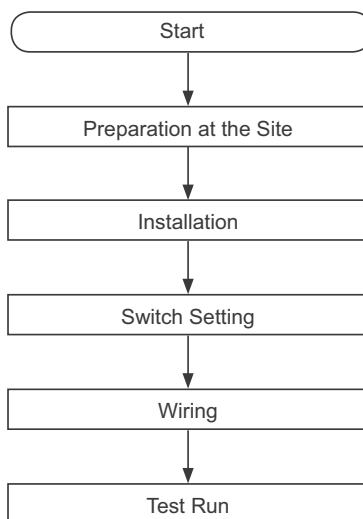 Start
Preparation at the Site
Installation
Switch Setting
Wiring
Test Run